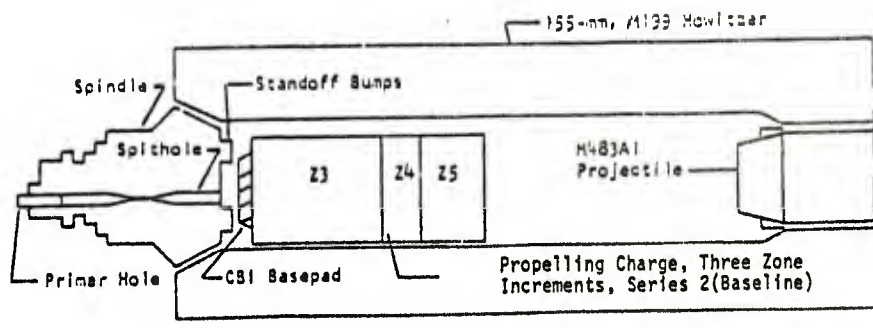 155-mm, M199 Howitzer
Spindle
Standoff Bumps
Spithole
Z3
Z4
Z5
M483A1
Projectile
Primer Hole
CBI Basepad
Propelling Charge, Three Zone
Increments, Series 2(Baseline)